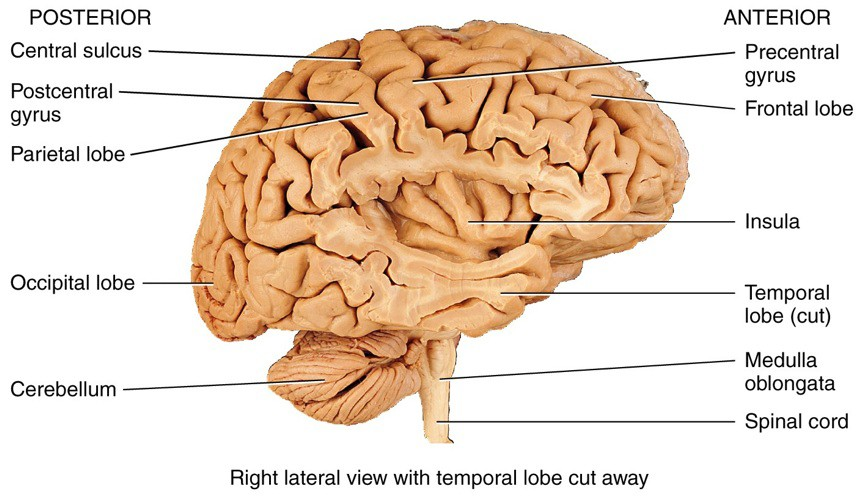 POSTERIOR
Central sulcus
Postcentral
gyrus
Parietal lobe
Occipital lobe
Cerebellum
ANTERIOR
Precentral
gyrus
Frontal lobe
Insula
Temporal
lobe (cut)
Medulla
oblongata
Spinal cord
Right lateral view with temporal lobe cut away